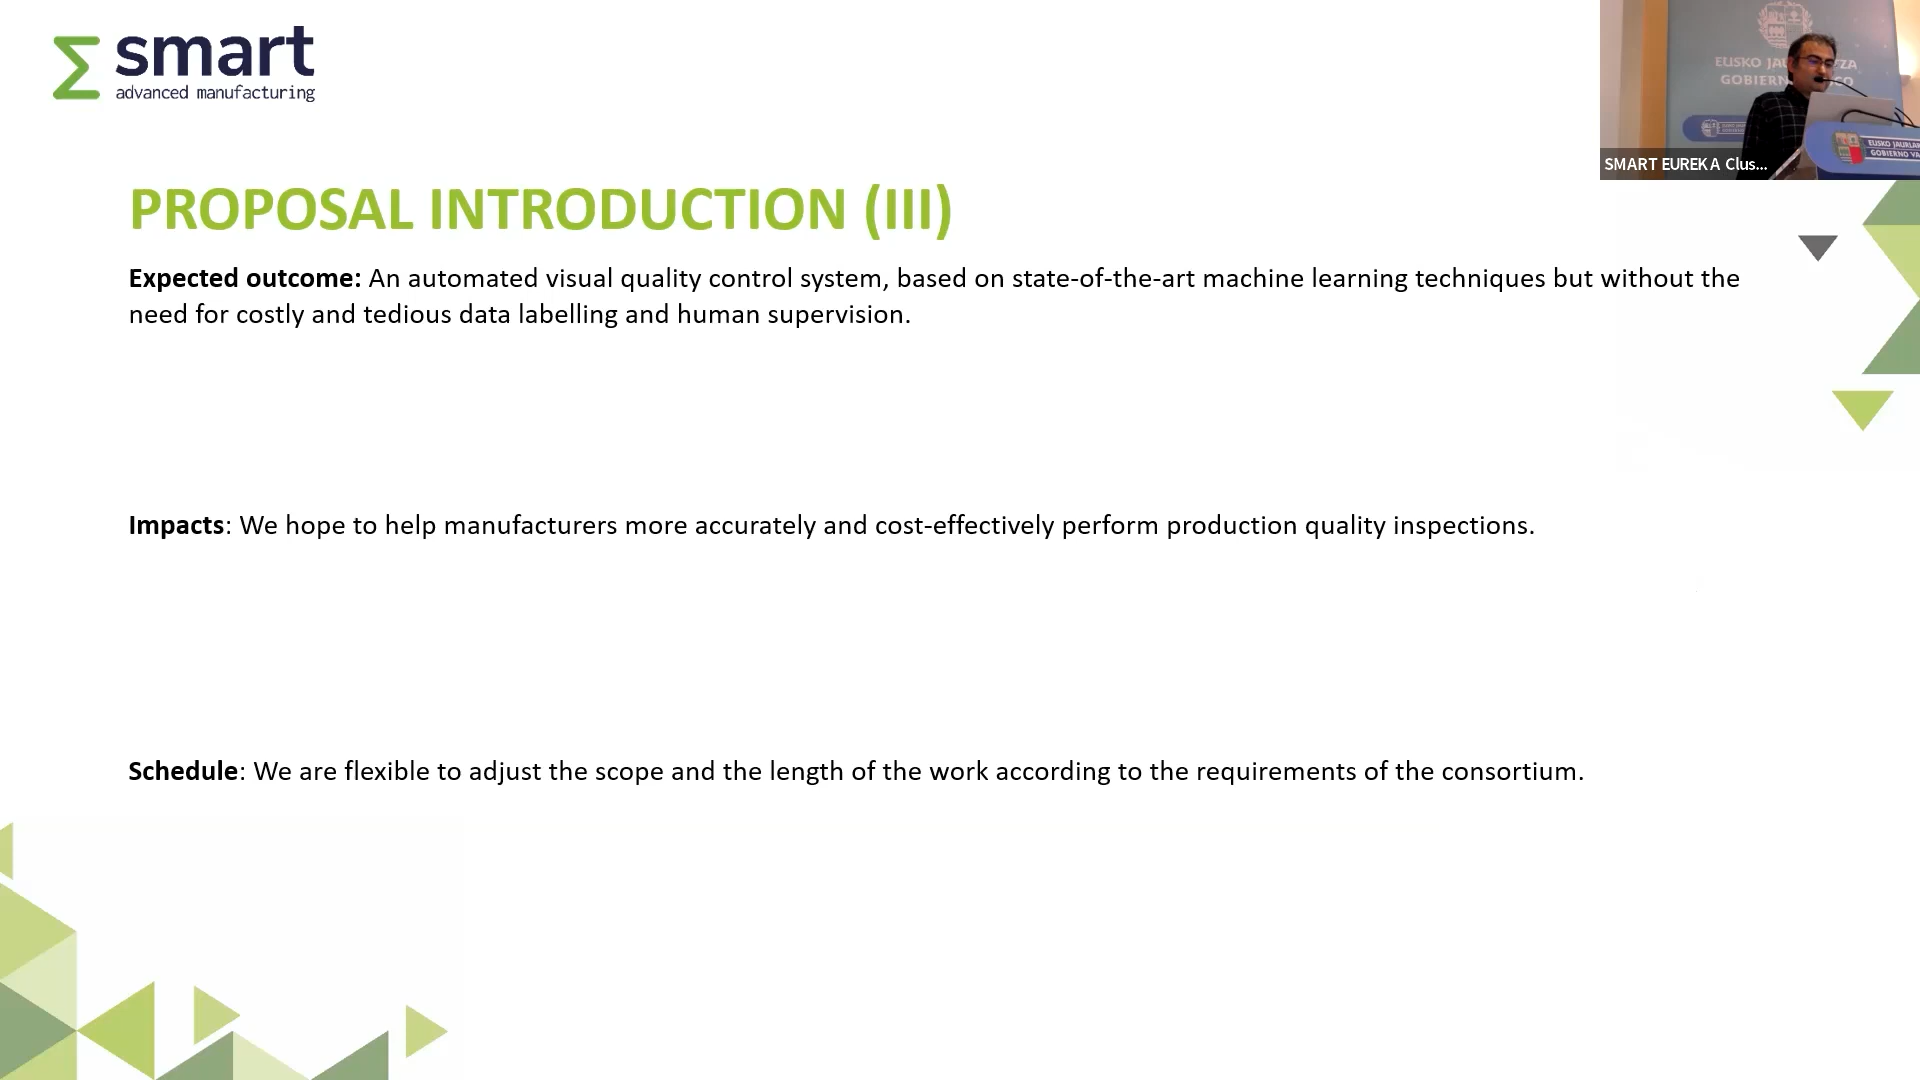 smart
advanced manufacturing
EUSKO JAU
GOBIERN
SMART EUREKA Clus...
PROPOSAL INTRODUCTION (III)
Expected outcome: An automated visual quality control system, based on state-of-the-art machine learning techniques but without the
need for costly and tedious data labelling and human supervision.
Impacts: We hope to help manufacturers more accurately and cost-effectively perform production quality inspections.
Schedule: We are flexible to adjust the scope and the length of the work according to the requirements of the consortium.